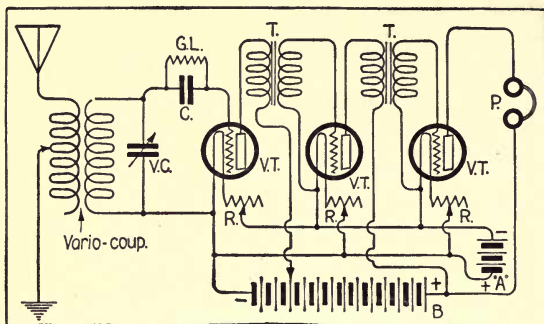 T.
T.
G.L.
C.
P.
V.C.
V.T.
V.T.
V.T.
R.
R.
R.
Vario-coup.
-
+
"A"
-
+
B